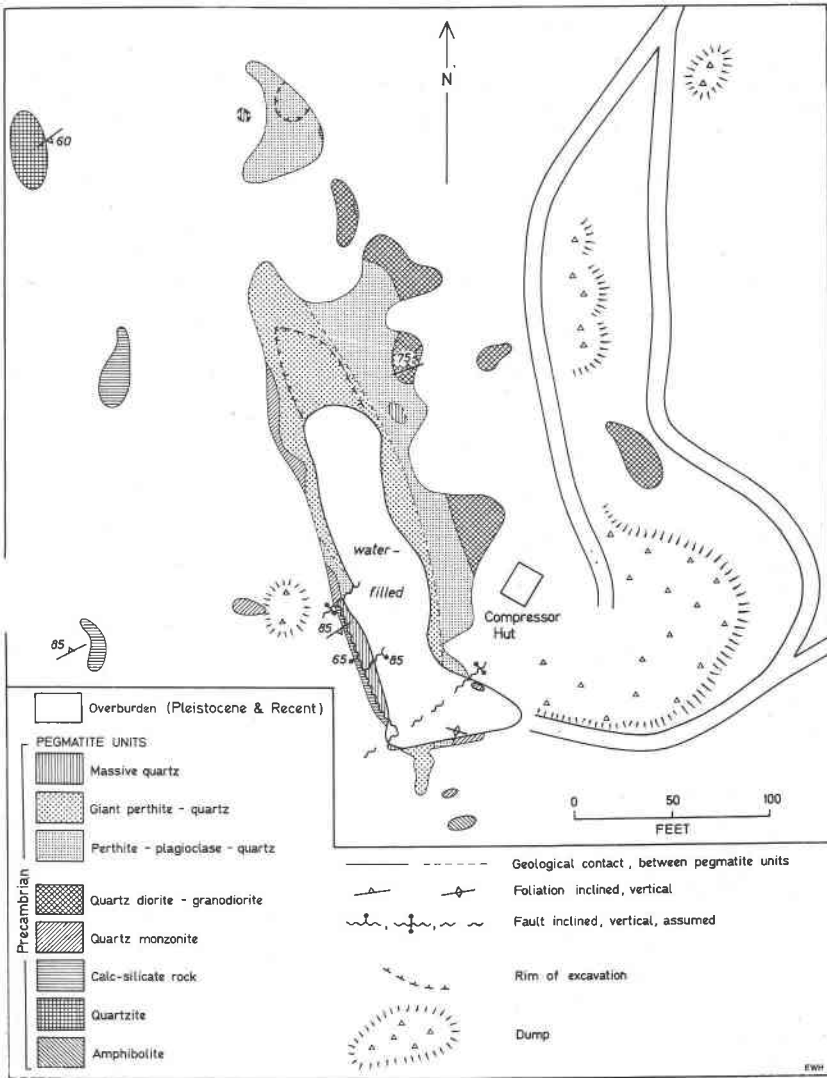 N
60
75
water-
filled
Compressor
Hut
85
65
85
85
Overburden (Pleistocene & Recent)
PEGMATITE UNITS
Massive quartz
Giant perthite - quartz
Perthite - plagioclase - quartz
Precambrian
Quartz diorite - granodiorite
Quartz monzonite
Calc-silicate rock
Quartzite
Amphibolite
0 50 100
FEET
Geological contact, between pegmatite units
Foliation inclined, vertical
Fault inclined, vertical, assumed
Rim of excavation
Dump
EWH